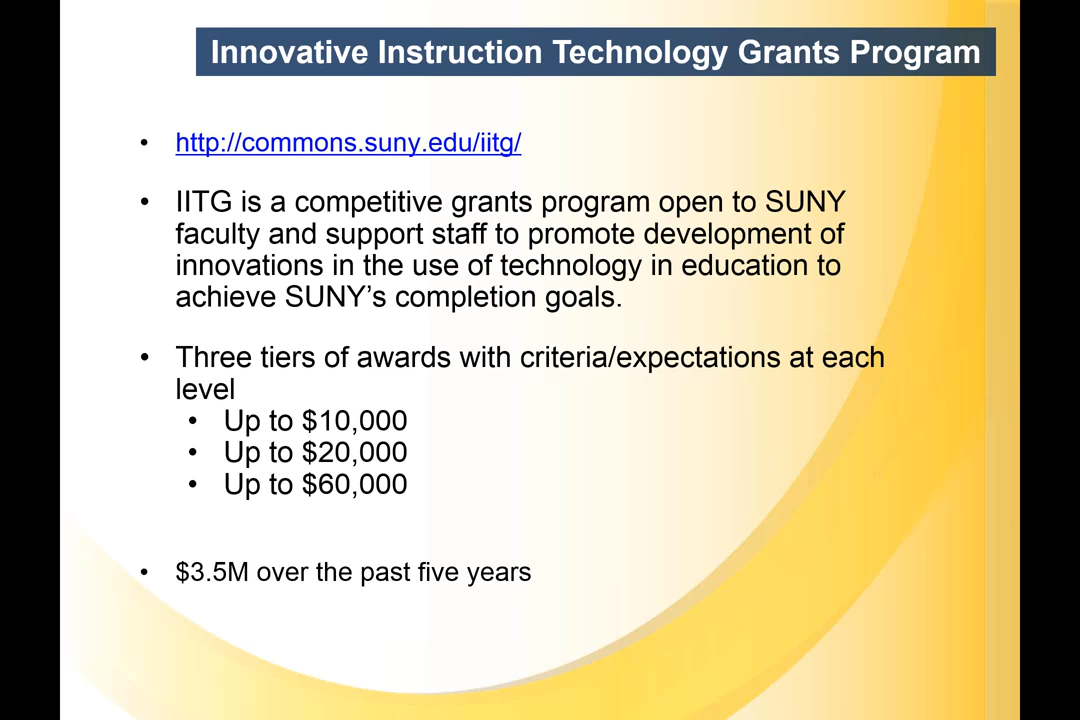 Innovative Instruction Technology Grants Program
• http://commons.suny.edu/iitg/
• IITG is a competitive grants program open to SUNY
faculty and support staff to promote development of
innovations in the use of technology in education to
achieve SUNY’s completion goals.
• Three tiers of awards with criteria/expectations at each
level
• Up to $10,000
• Up to $20,000
• Up to $60,000
• $3.5M over the past five years